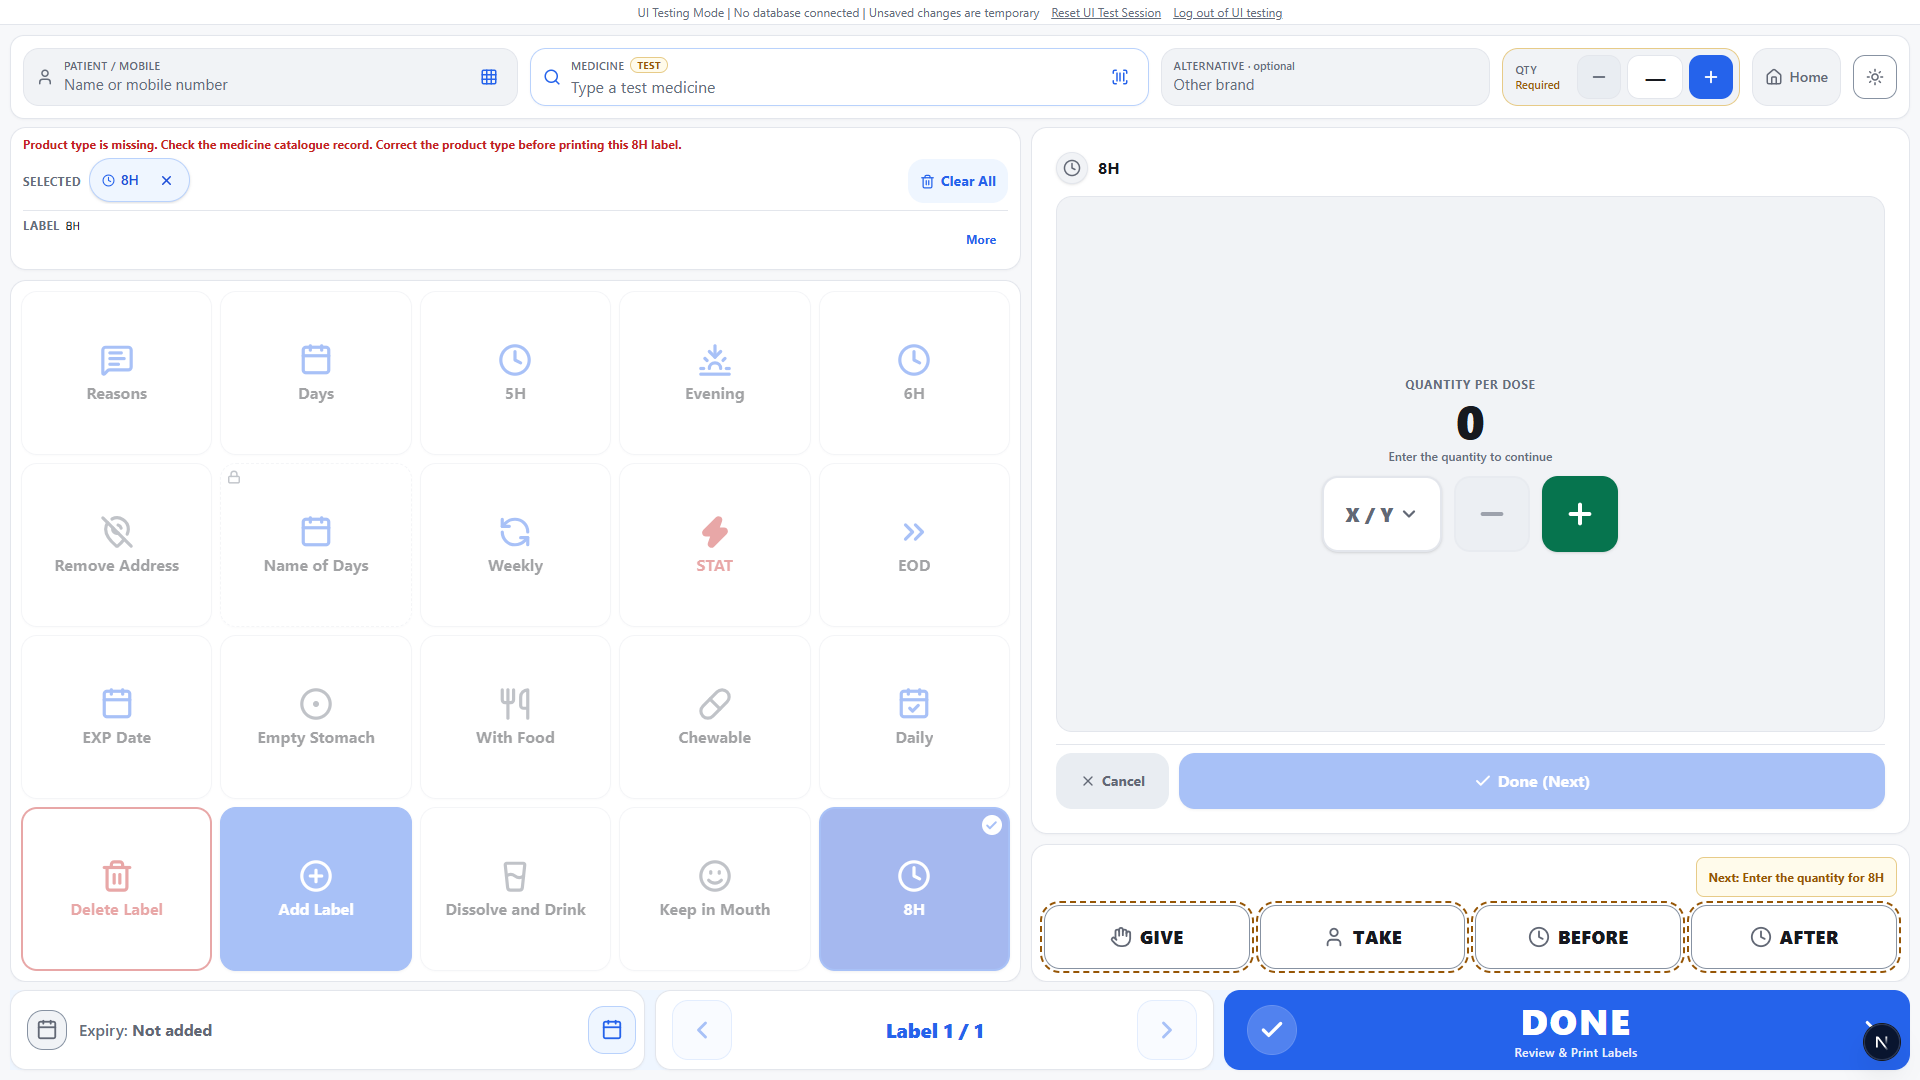 UI Testing Mode | No database connected | Unsaved changes are temporary Reset UI Test Session Log out of UI testing
PATIENT / MOBILE
Name or mobile number
MEDICINE TEST
Type a test medicine
ALTERNATIVE · optional
Other brand
QTY
Required
—
Home
Product type is missing. Check the medicine catalogue record. Correct the product type before printing this 8H label.
SELECTED 8H
Clear All
LABEL 8H
More
Reasons
Days
5H
Evening
6H
Remove Address
Name of Days
Weekly
STAT
EOD
EXP Date
Empty Stomach
With Food
Chewable
Daily
Delete Label
Add Label
Dissolve and Drink
Keep in Mouth
8H
8H
QUANTITY PER DOSE
0
Enter the quantity to continue
X / Y
Cancel
Done (Next)
Next: Enter the quantity for 8H
GIVE
TAKE
BEFORE
AFTER
Expiry: Not added
Label 1 / 1
DONE
Review & Print Labels
N